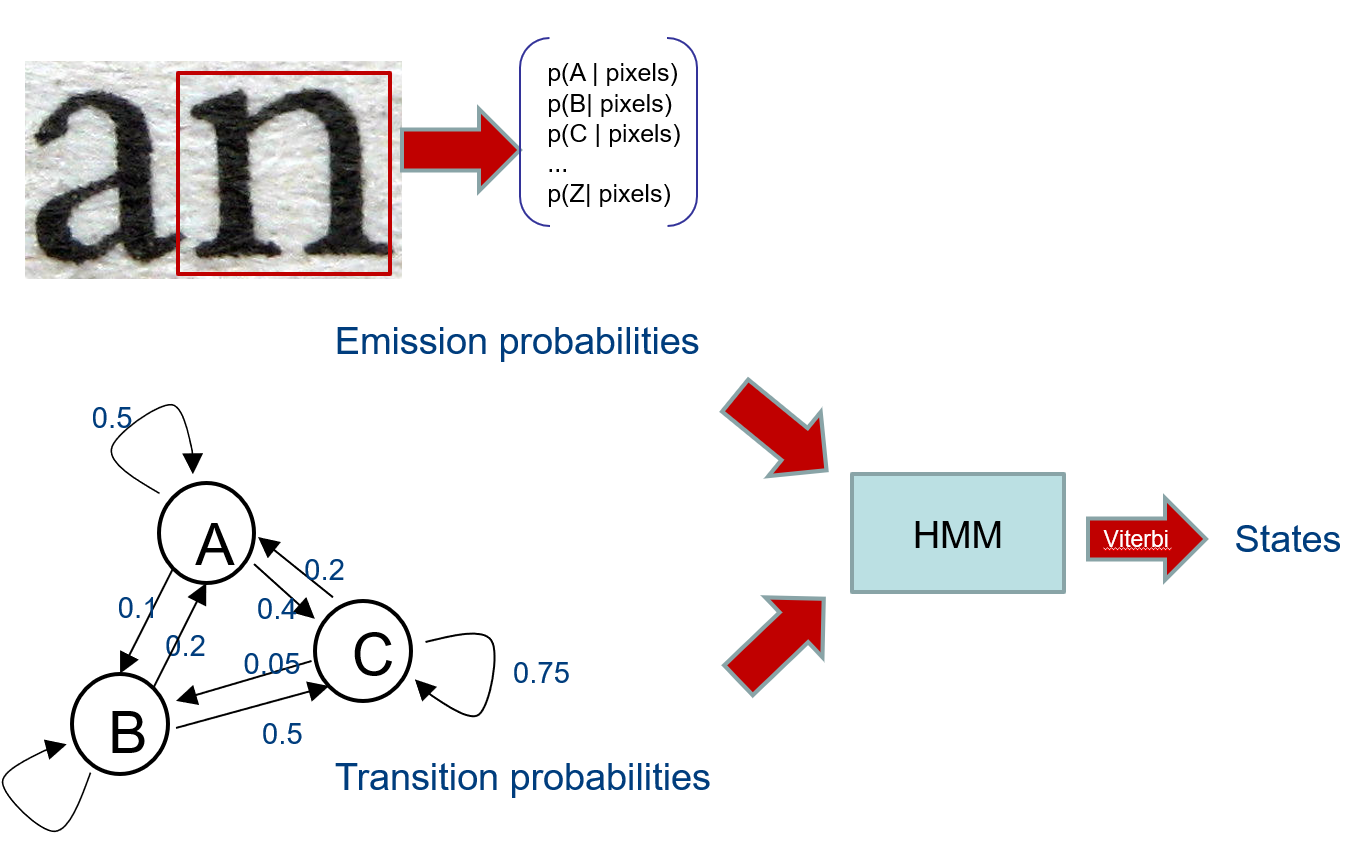 an
p(A | pixels)
p(B| pixels)
p(C | pixels)
...
p(Z| pixels)
Emission probabilities
0.5
A
0.2
0.1
0.4
0.2
C
0.05
0.75
B
0.5
HMM
Viterbi
States
Transition probabilities